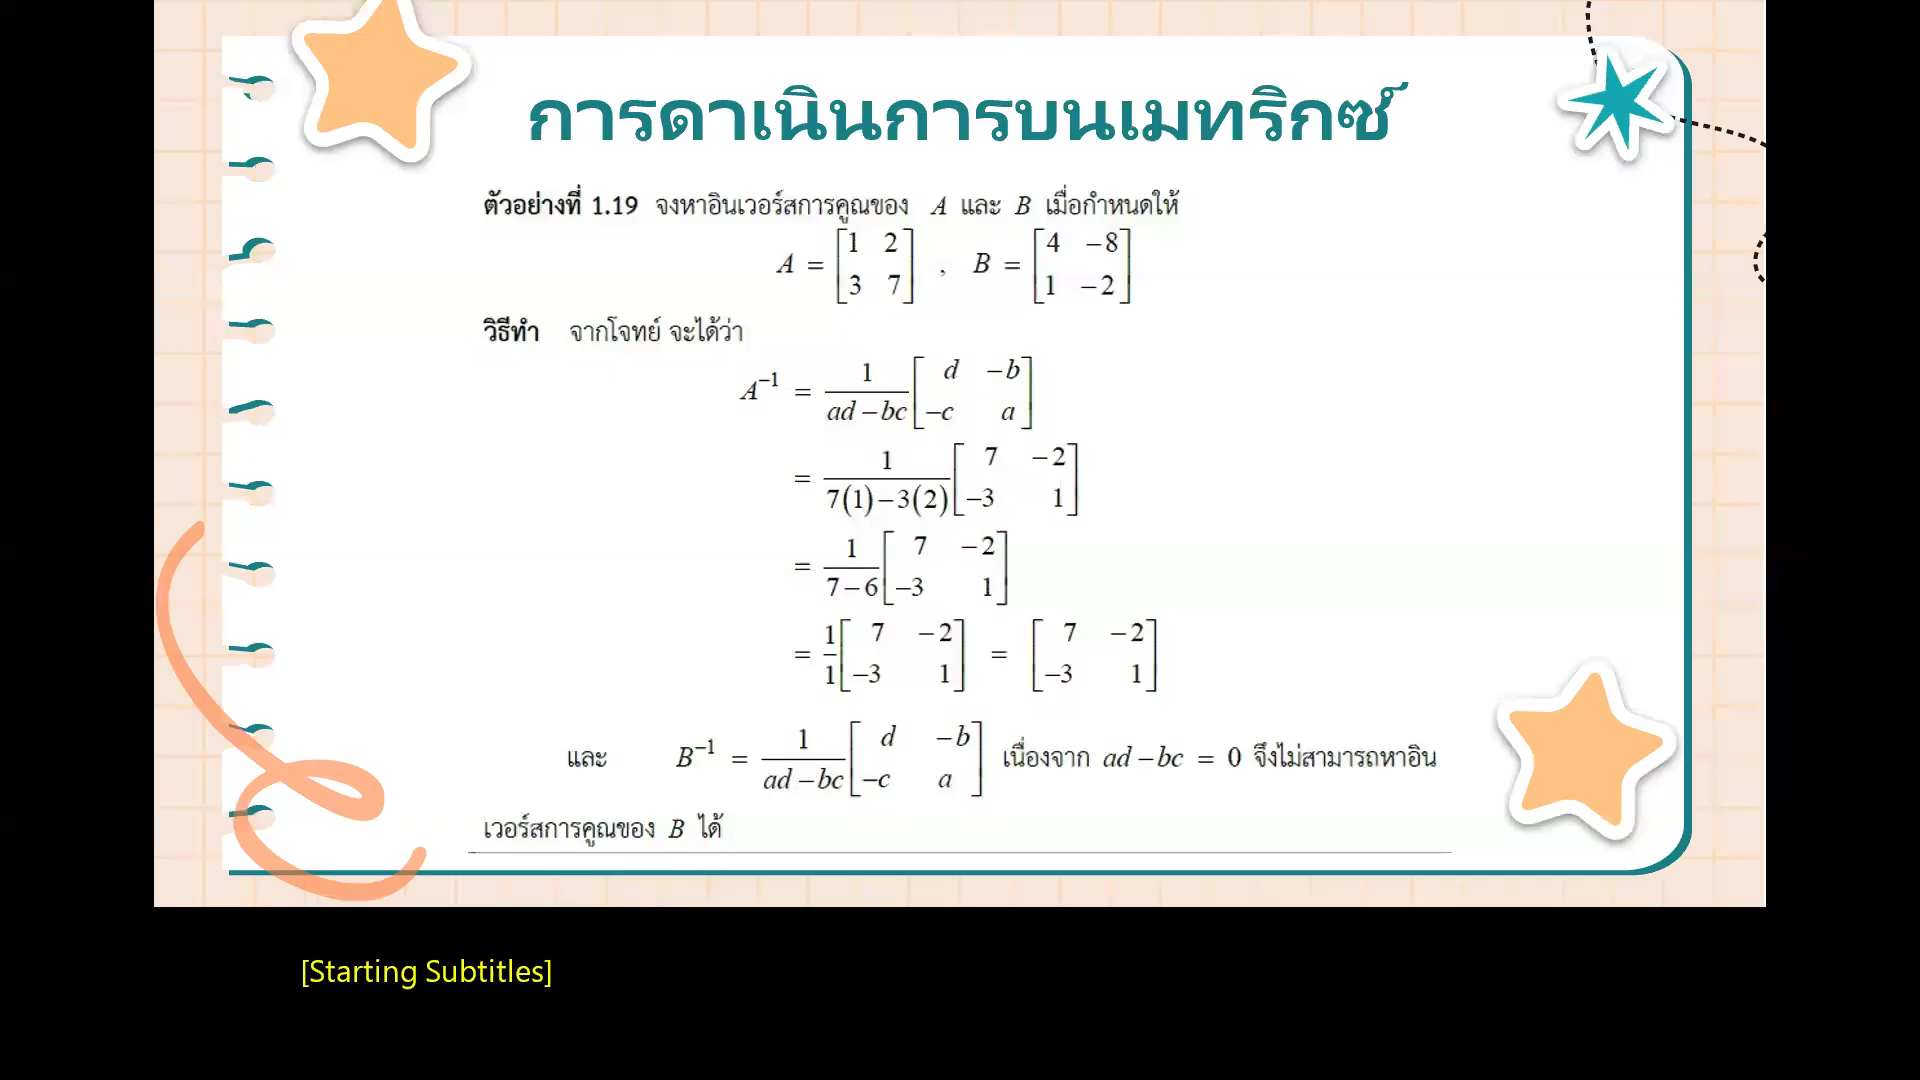 การดาเนินการบนเมทริกซ์
ตัวอย่างที่ 1.19 จงหาอินเวอร์สการคูณของ A และ B เมื่อกำหนดให้
A = [1 2; 3 7] , B = [4 −8; 1 −2]
วิธีทำ จากโจทย์ จะได้ว่า
A⁻¹ = 1/(ad − bc) [d −b; −c a]
= 1/(7(1) − 3(2)) [7 −2; −3 1]
= 1/(7 − 6) [7 −2; −3 1]
= 1/1 [7 −2; −3 1] = [7 −2; −3 1]
และ B⁻¹ = 1/(ad − bc) [d −b; −c a] เนื่องจาก ad − bc = 0 จึงไม่สามารถหาอิน
เวอร์สการคูณของ B ได้
[Starting Subtitles]